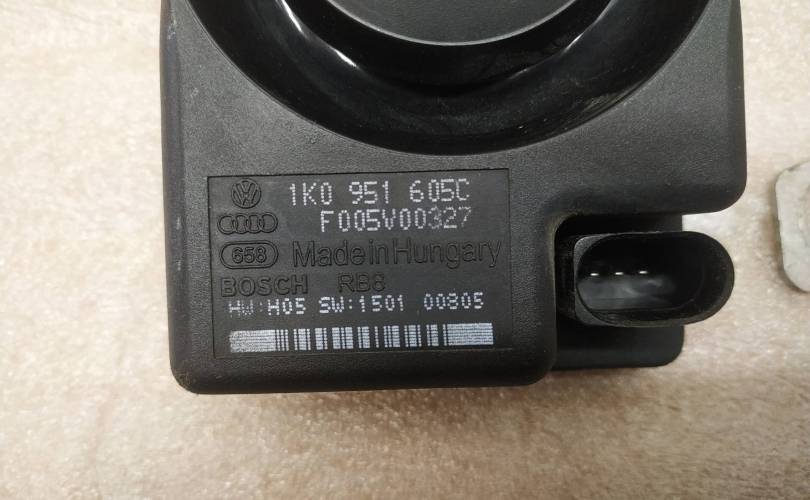 1K0 951 605C
F005V00327
658 Made in Hungary
BOSCH RB8
HW:H05 SW:1501 00805